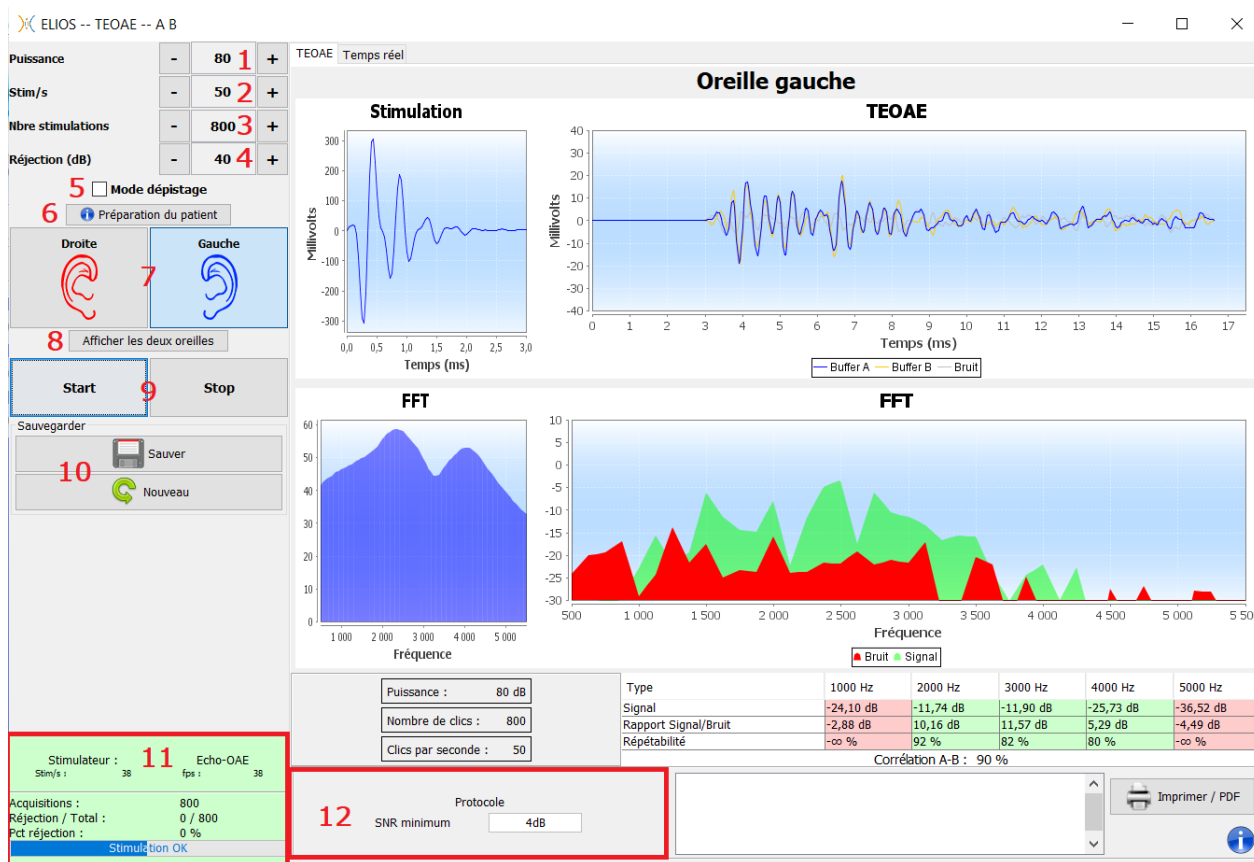 ELIOS -- TEOAE -- A B
Puissance - 80 1 +
Stim/s - 50 2 +
Nbre stimulations - 800 3 +
Réjection (dB) - 40 4 +
5 Mode dépistage
6 Préparation du patient
Droite 7 Gauche
8 Afficher les deux oreilles
Start 9 Stop
Sauvegarder
Sauver
10
Nouveau
Stimulateur : 11 Echo-OAE
Stim/s : 38 fps : 38
Acquisitions : 800
Réjection / Total : 0 / 800
Pct réjection : 0 %
Stimulation OK
TEOAE Temps réel
Oreille gauche
Stimulation
Millivolts
300
200
100
0
-100
-200
-300
0,0 0,5 1,0 1,5 2,0 2,5 3,0
Temps (ms)
TEOAE
Millivolts
40
30
20
10
0
-10
-20
-30
-40
0 1 2 3 4 5 6 7 8 9 10 11 12 13 14 15 16 17
Temps (ms)
Buffer A Buffer B Bruit
FFT
60
50
40
30
20
10
0
1 000 2 000 3 000 4 000 5 000
Fréquence
FFT
10
5
0
-5
-10
-15
-20
-25
-30
500 1 000 1 500 2 000 2 500 3 000 3 500 4 000 4 500 5 000 5 50
Fréquence
Bruit Signal
Puissance : 80 dB
Nombre de clics : 800
Clics par seconde : 50
Type 1000 Hz 2000 Hz 3000 Hz 4000 Hz 5000 Hz
Signal -24,10 dB -11,74 dB -11,90 dB -25,73 dB -36,52 dB
Rapport Signal/Bruit -2,88 dB 10,16 dB 11,57 dB 5,29 dB -4,49 dB
Répétabilité -∞ % 92 % 82 % 80 % -∞ %
Corrélation A-B : 90 %
12
Protocole
SNR minimum 4dB
Imprimer / PDF